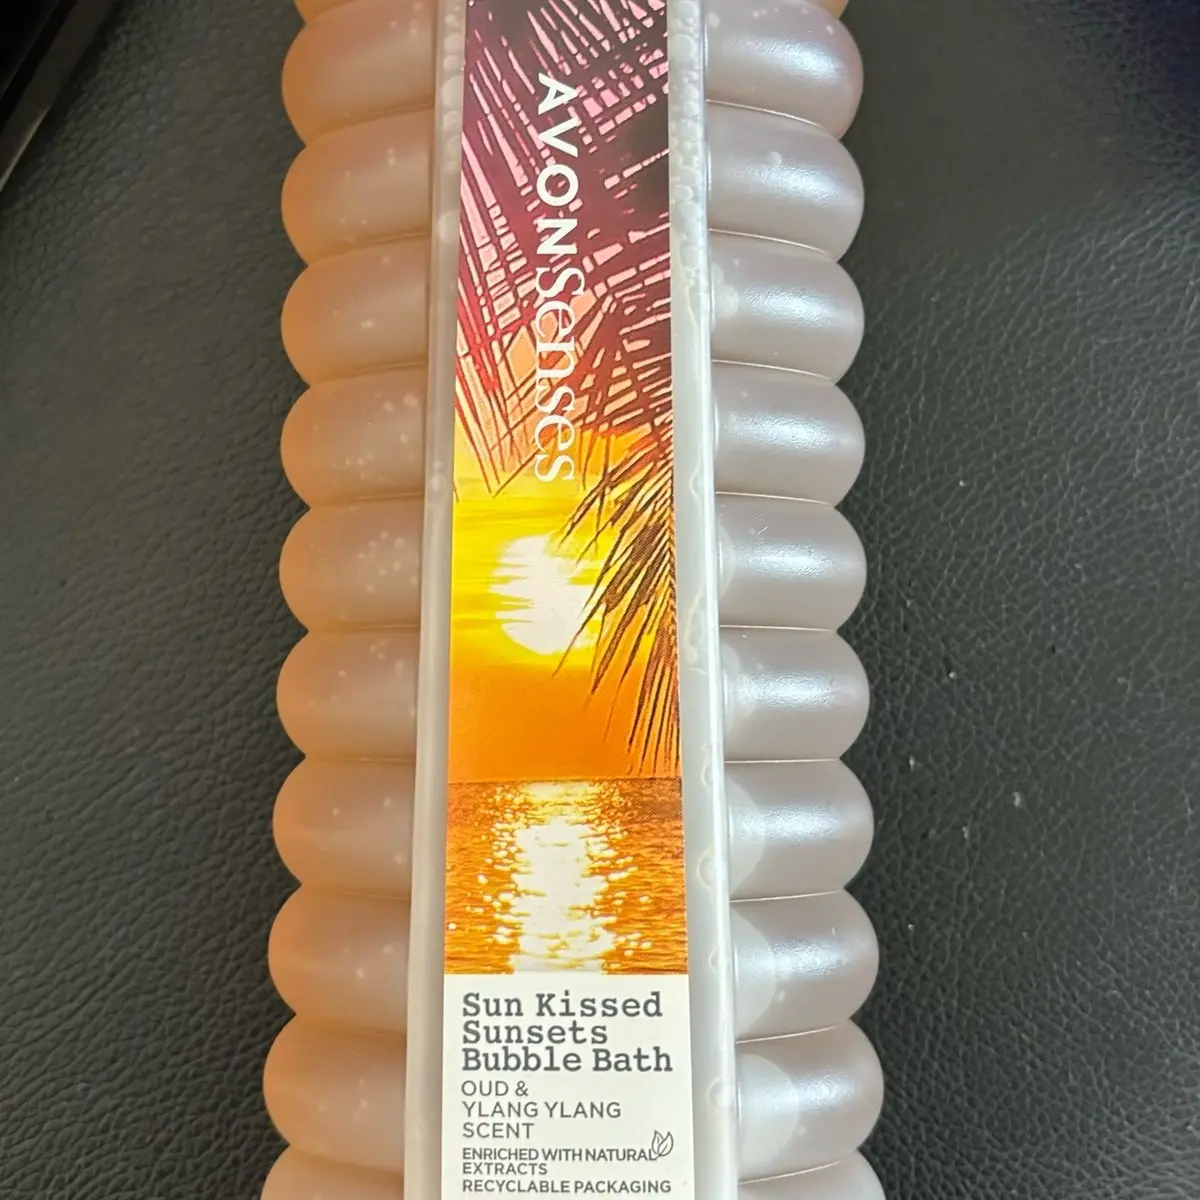 AVON senses
Sun Kissed
Sunsets
Bubble Bath
OUD &
YLANG YLANG
SCENT
ENRICHED WITH NATURAL
EXTRACTS
RECYCLABLE PACKAGING